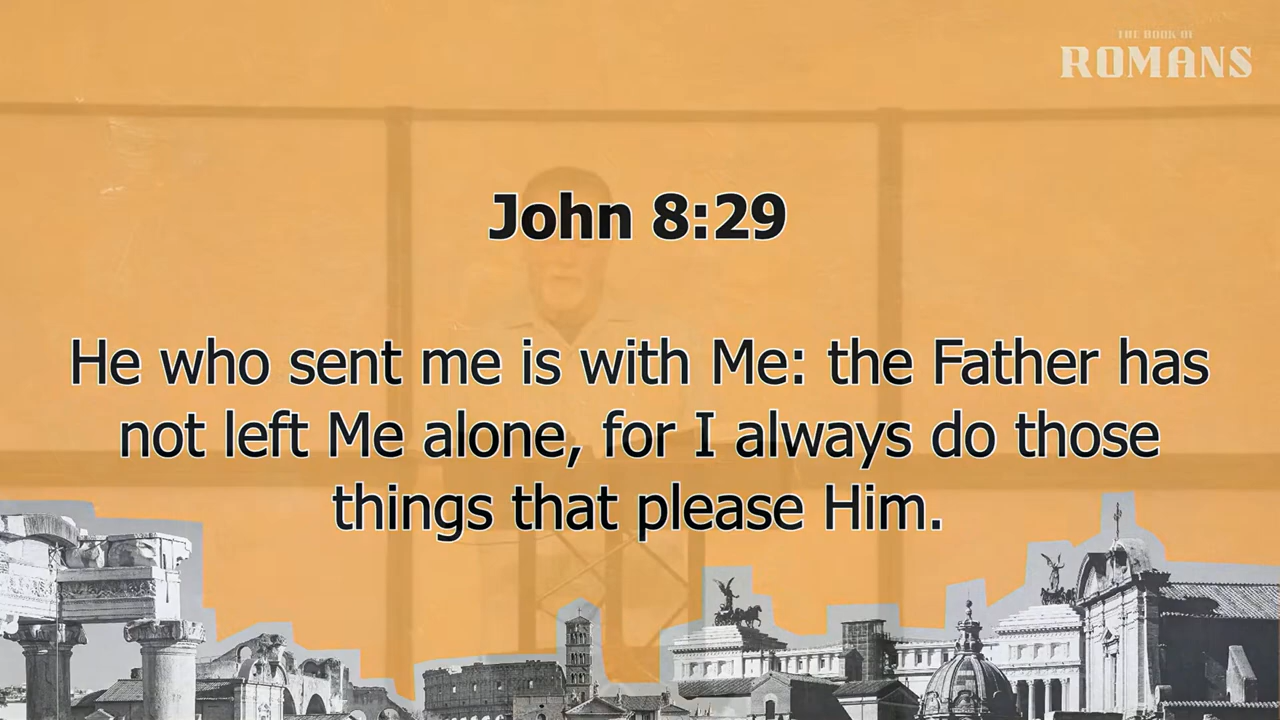 THE BOOK OF
ROMANS
John 8:29
He who sent me is with Me: the Father has
not left Me alone, for I always do those
things that please Him.